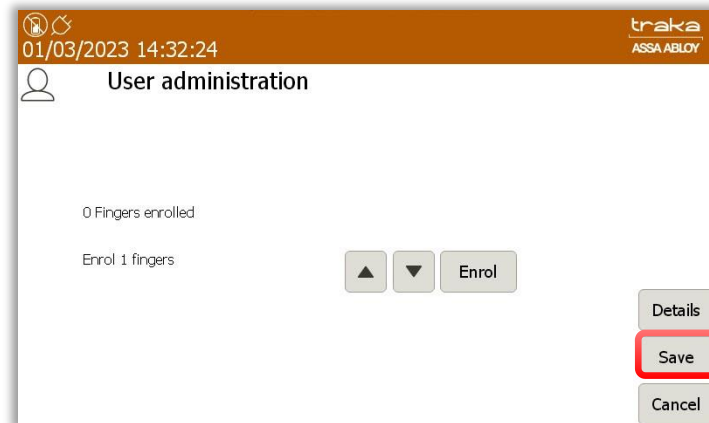 traka
01/03/2023 14:32:24
ASSA ABLOY
User administration
0 Fingers enrolled
Enrol 1 fingers
Enrol
Details
Save
Cancel